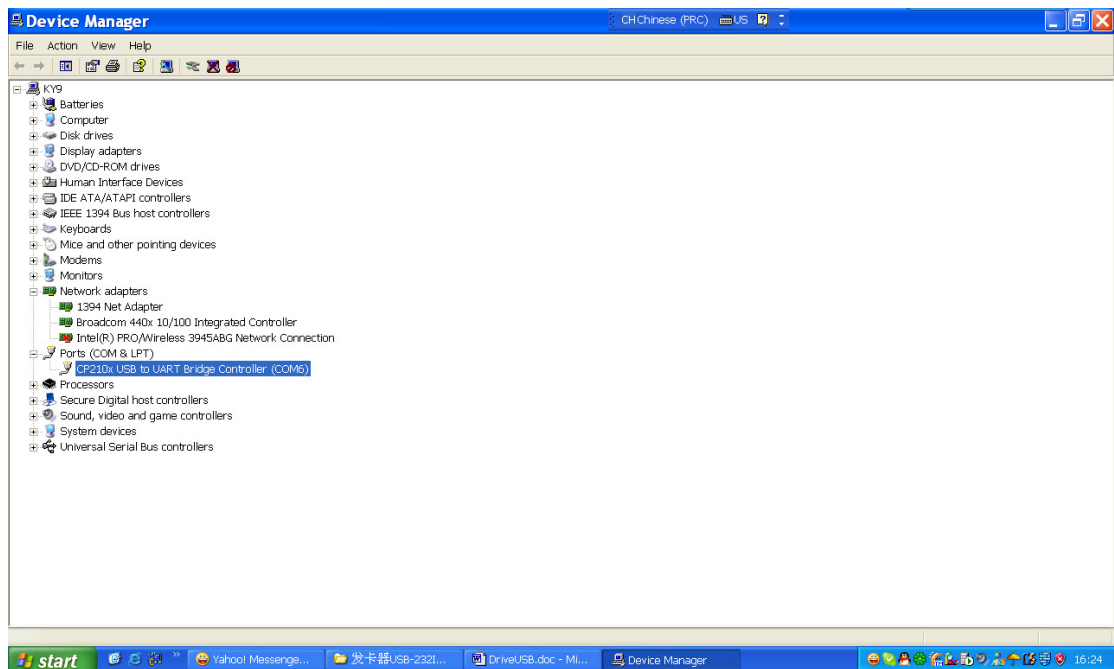 Device Manager
CH Chinese (PRC) US
File Action View Help
KY9
Batteries
Computer
Disk drives
Display adapters
DVD/CD-ROM drives
Human Interface Devices
IDE ATA/ATAPI controllers
IEEE 1394 Bus host controllers
Keyboards
Mice and other pointing devices
Modems
Monitors
Network adapters
1394 Net Adapter
Broadcom 440x 10/100 Integrated Controller
Intel(R) PRO/Wireless 3945ABG Network Connection
Ports (COM & LPT)
CP210x USB to UART Bridge Controller (COM6)
Processors
Secure Digital host controllers
Sound, video and game controllers
System devices
Universal Serial Bus controllers
start Yahoo! Messenge... 发卡器USB-232I... DriveUSB.doc - Mi... Device Manager 16:24